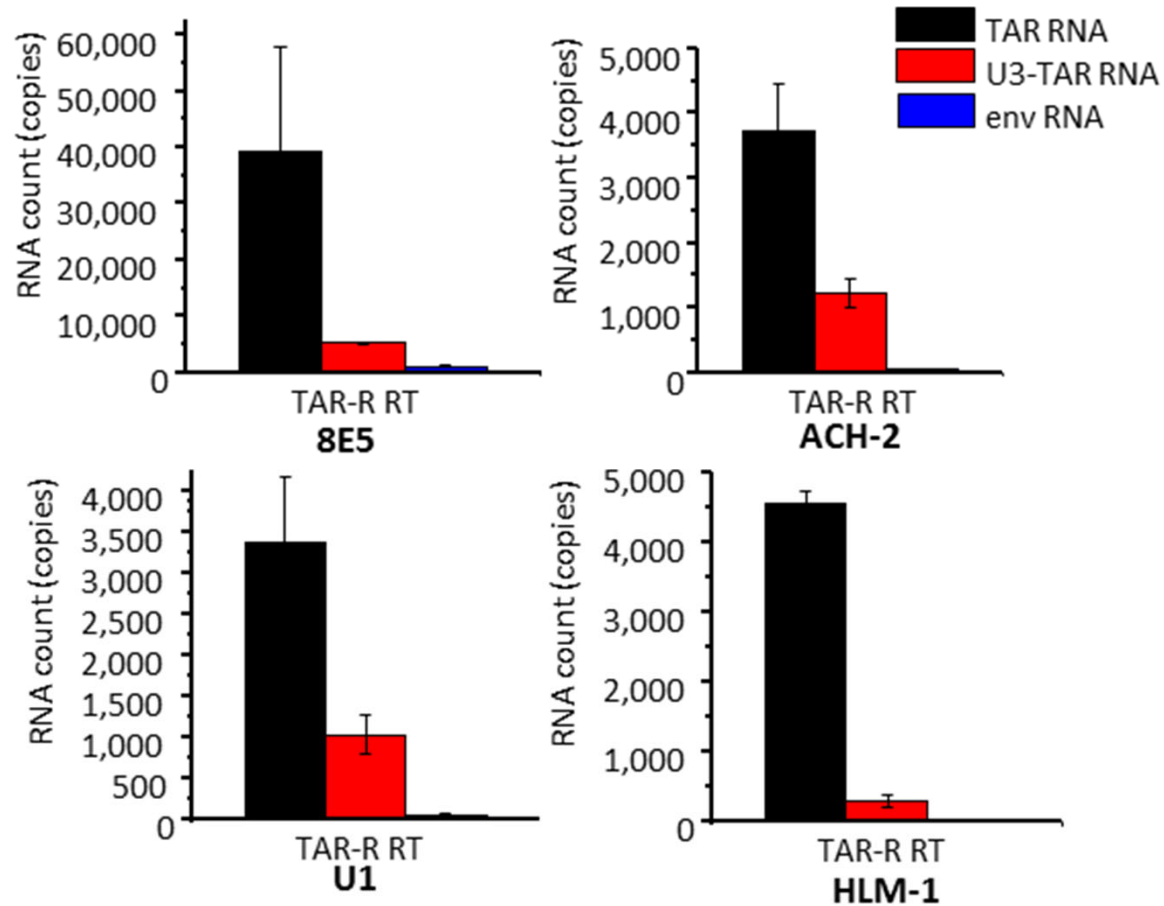 RNA count (copies)
60,000
50,000
40,000
30,000
20,000
10,000
0
TAR-R RT
8E5
RNA count (copies)
5,000
4,000
3,000
2,000
1,000
0
TAR-R RT
ACH-2
TAR RNA
U3-TAR RNA
env RNA
RNA count (copies)
4,000
3,500
3,000
2,500
2,000
1,500
1,000
500
0
TAR-R RT
U1
RNA count (copies)
5,000
4,000
3,000
2,000
1,000
0
TAR-R RT
HLM-1